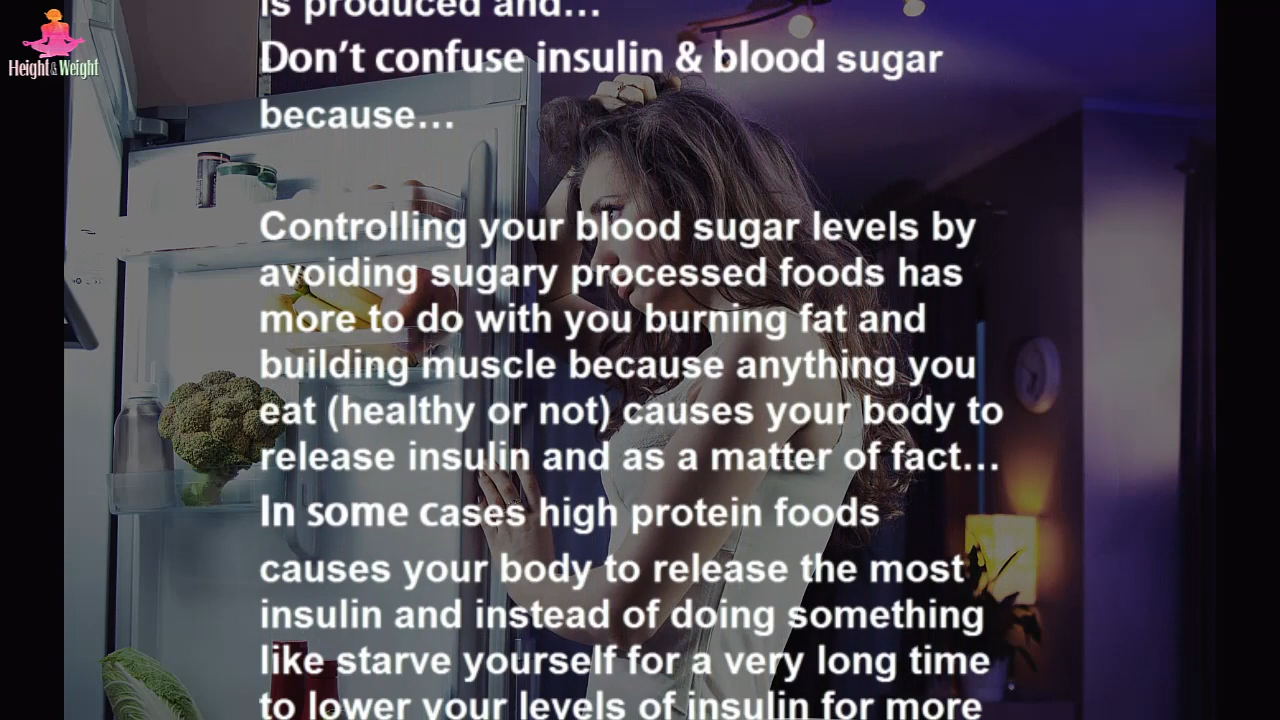 is produced and…
Height & Weight
Don’t confuse insulin & blood sugar
because…
Controlling your blood sugar levels by
avoiding sugary processed foods has
more to do with you burning fat and
building muscle because anything you
eat (healthy or not) causes your body to
release insulin and as a matter of fact…
In some cases high protein foods
causes your body to release the most
insulin and instead of doing something
like starve yourself for a very long time
to lower your levels of insulin for more